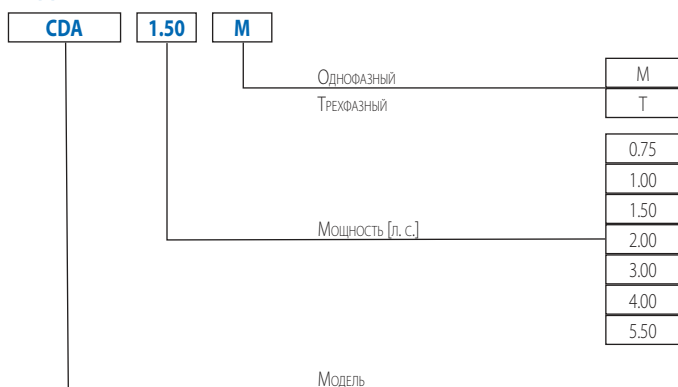 CDA 1.50 M
Однофазный M
Трехфазный T
0.75
1.00
1.50
Мощность [л. с.] 2.00
3.00
4.00
5.50
Модель